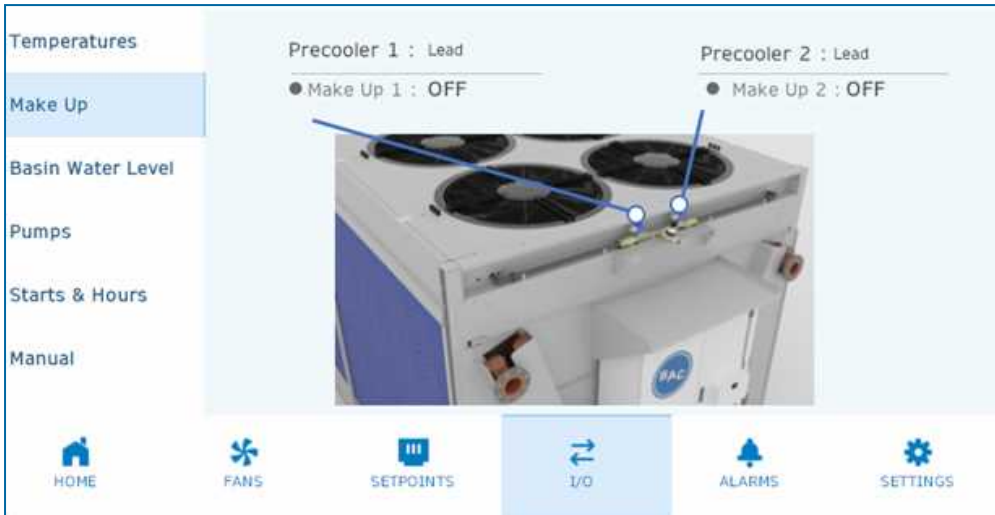 Temperatures
Make Up
Basin Water Level
Pumps
Starts & Hours
Manual
Precooler 1 : Lead
Make Up 1 : OFF
Precooler 2 : Lead
Make Up 2 : OFF
BAC
HOME
FANS
SETPOINTS
I/O
ALARMS
SETTINGS